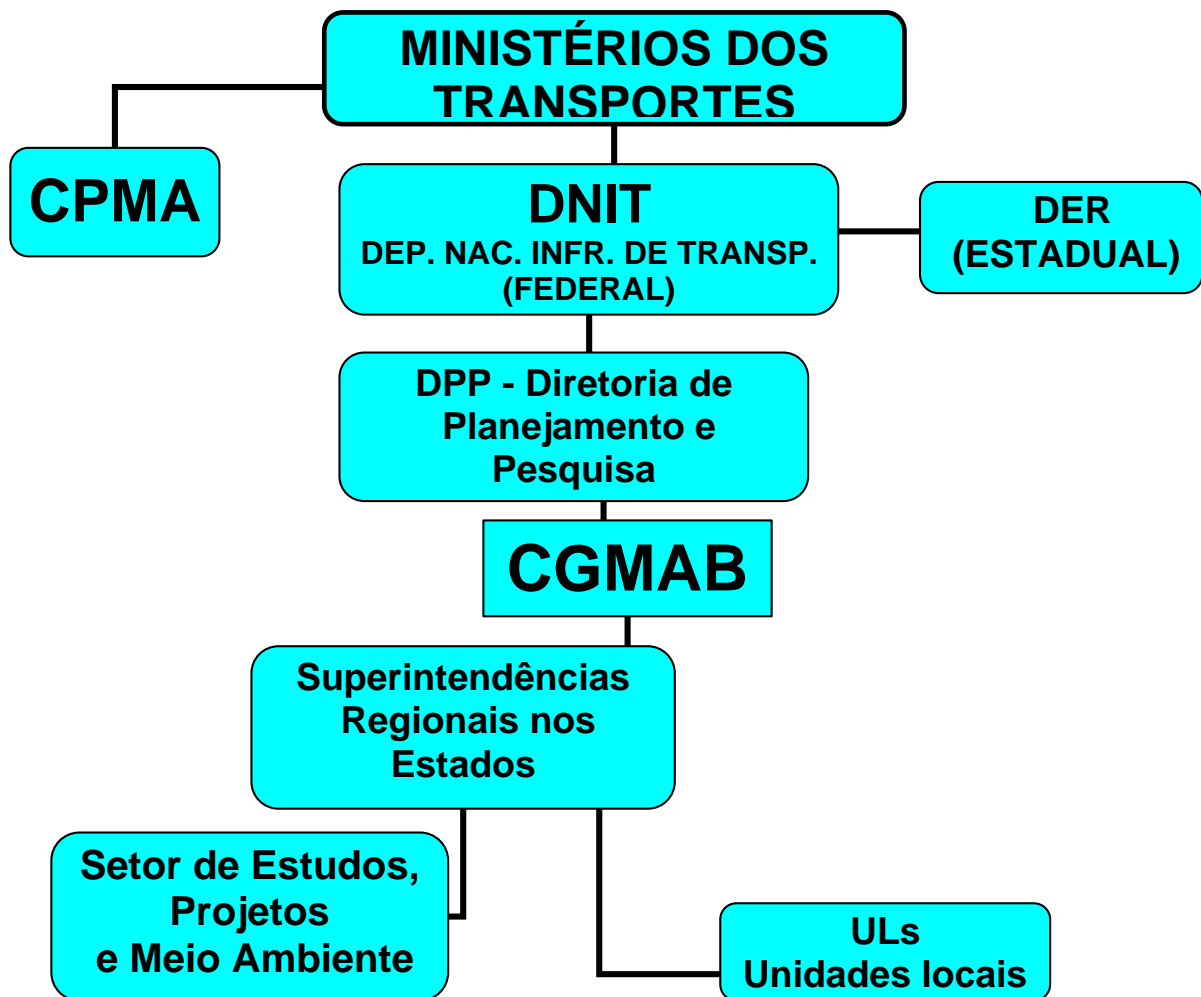 MINISTÉRIOS DOS
TRANSPORTES
CPMA
DNIT
DEP. NAC. INFR. DE TRANSP.
(FEDERAL)
DER
(ESTADUAL)
DPP - Diretoria de
Planejamento e
Pesquisa
CGMAB
Superintendências
Regionais nos
Estados
Setor de Estudos,
Projetos
e Meio Ambiente
ULs
Unidades locais